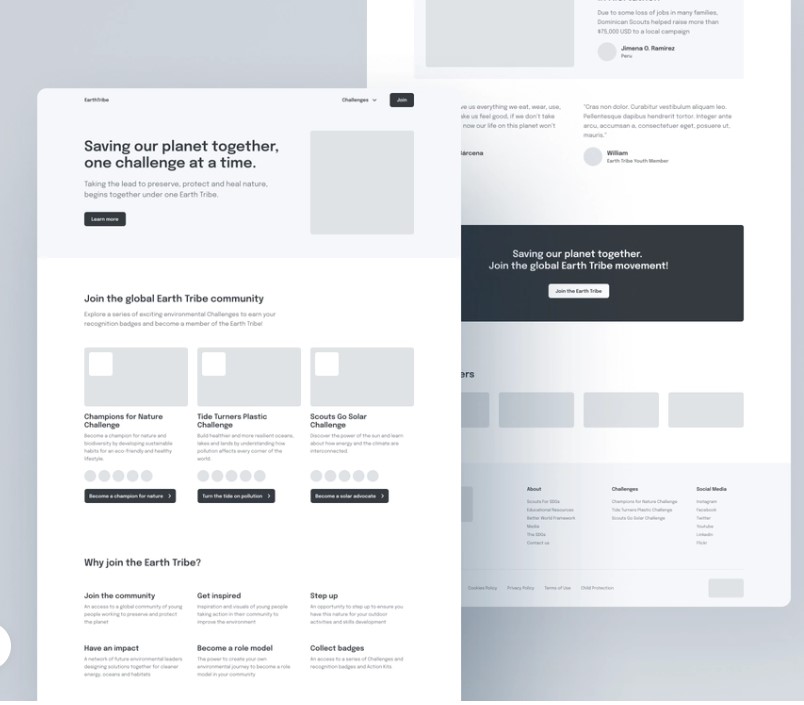 EarthTribe
Challenges
Join
Saving our planet together,
one challenge at a time.
Taking the lead to preserve, protect and heal nature,
begins together under one Earth Tribe.
Learn more
Join the global Earth Tribe community
Explore a series of exciting environmental Challenges to earn your
recognition badges and become a member of the Earth Tribe!
Champions for Nature
Challenge
Become a champion for nature and
biodiversity by developing sustainable
habits for an eco-friendly and healthy
lifestyle.
Become a champion for nature
Tide Turners Plastic
Challenge
Build healthier and more resilient oceans,
lakes and lands by understanding how
pollution affects every corner of the
world.
Turn the tide on pollution
Scouts Go Solar
Challenge
Discover the power of the sun and learn
about how energy and the climate are
interconnected.
Become a solar advocate
Why join the Earth Tribe?
Join the community
An access to a global community of young
people working to preserve and protect
the planet
Get inspired
Inspiration and visuals of young people
taking action in their community to
improve the environment
Step up
An opportunity to step up to ensure you
have this nature for your outdoor
activities and skills development
Have an impact
A network of future environmental leaders
designing solutions together for cleaner
energy, oceans and habitats
Become a role model
The power to create your own
environmental journey to become a role
model in your community
Collect badges
An access to a series of Challenges and
recognition badges and Action Kits
Due to some loss of jobs in many families,
Dominican Scouts helped raise more than
$75,000 USD to a local campaign
Jimena G. Ramirez
Peru
ve us everything we eat, wear, use,
ake us feel good, if we don't take
now our life on this planet won't
Bárcena
"Cras non dolor. Curabitur vestibulum aliquam leo.
Pellentesque dapibus hendrerit tortor. Integer ante
arcu, accumsan a, consectetuer eget, posuere ut,
mauris."
William
Earth Tribe Youth Member
Saving our planet together.
Join the global Earth Tribe movement!
Join the Earth Tribe
ers
About
Scouts For SDGs
Educational Resources
Better World Framework
Media
The SDGs
Contact us
Challenges
Champions for Nature Challenge
Tide Turners Plastic Challenge
Scouts Go Solar Challenge
Social Media
Instagram
Facebook
Twitter
Youtube
LinkedIn
Flickr
Cookies Policy
Privacy Policy
Terms of Use
Child Protection